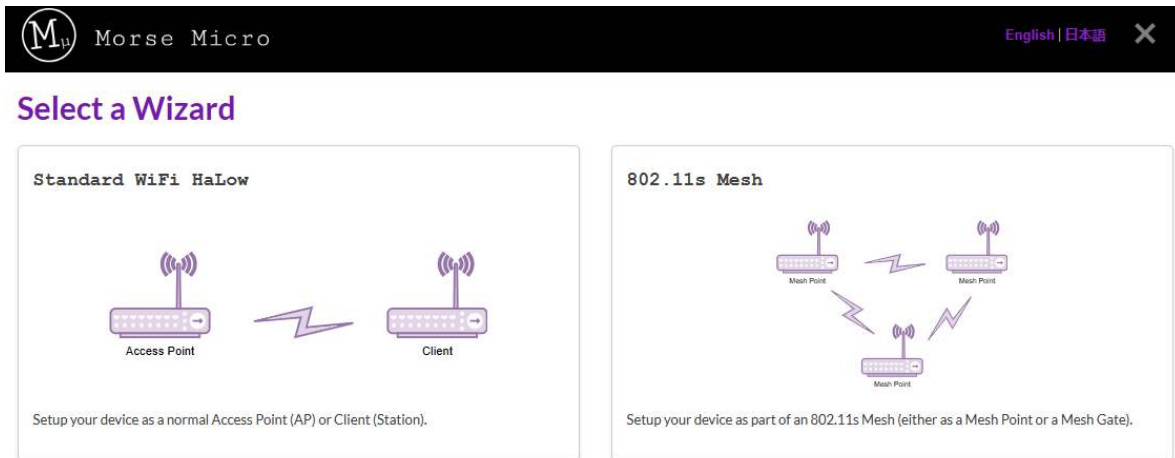 Mμ Morse Micro
English | 日本語
Select a Wizard
Standard WiFi HaLow
Access Point
Client
Setup your device as a normal Access Point (AP) or Client (Station).
802.11s Mesh
Mesh Point
Mesh Point
Mesh Point
Setup your device as part of an 802.11s Mesh (either as a Mesh Point or a Mesh Gate).